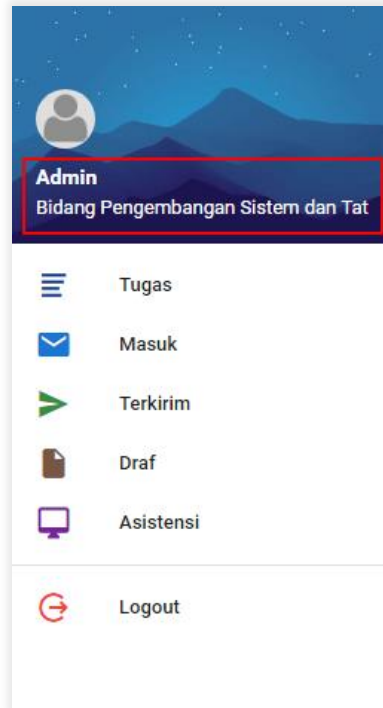 Admin
Bidang Pengembangan Sistem dan Tat
Tugas
Masuk
Terkirim
Draf
Asistensi
Logout